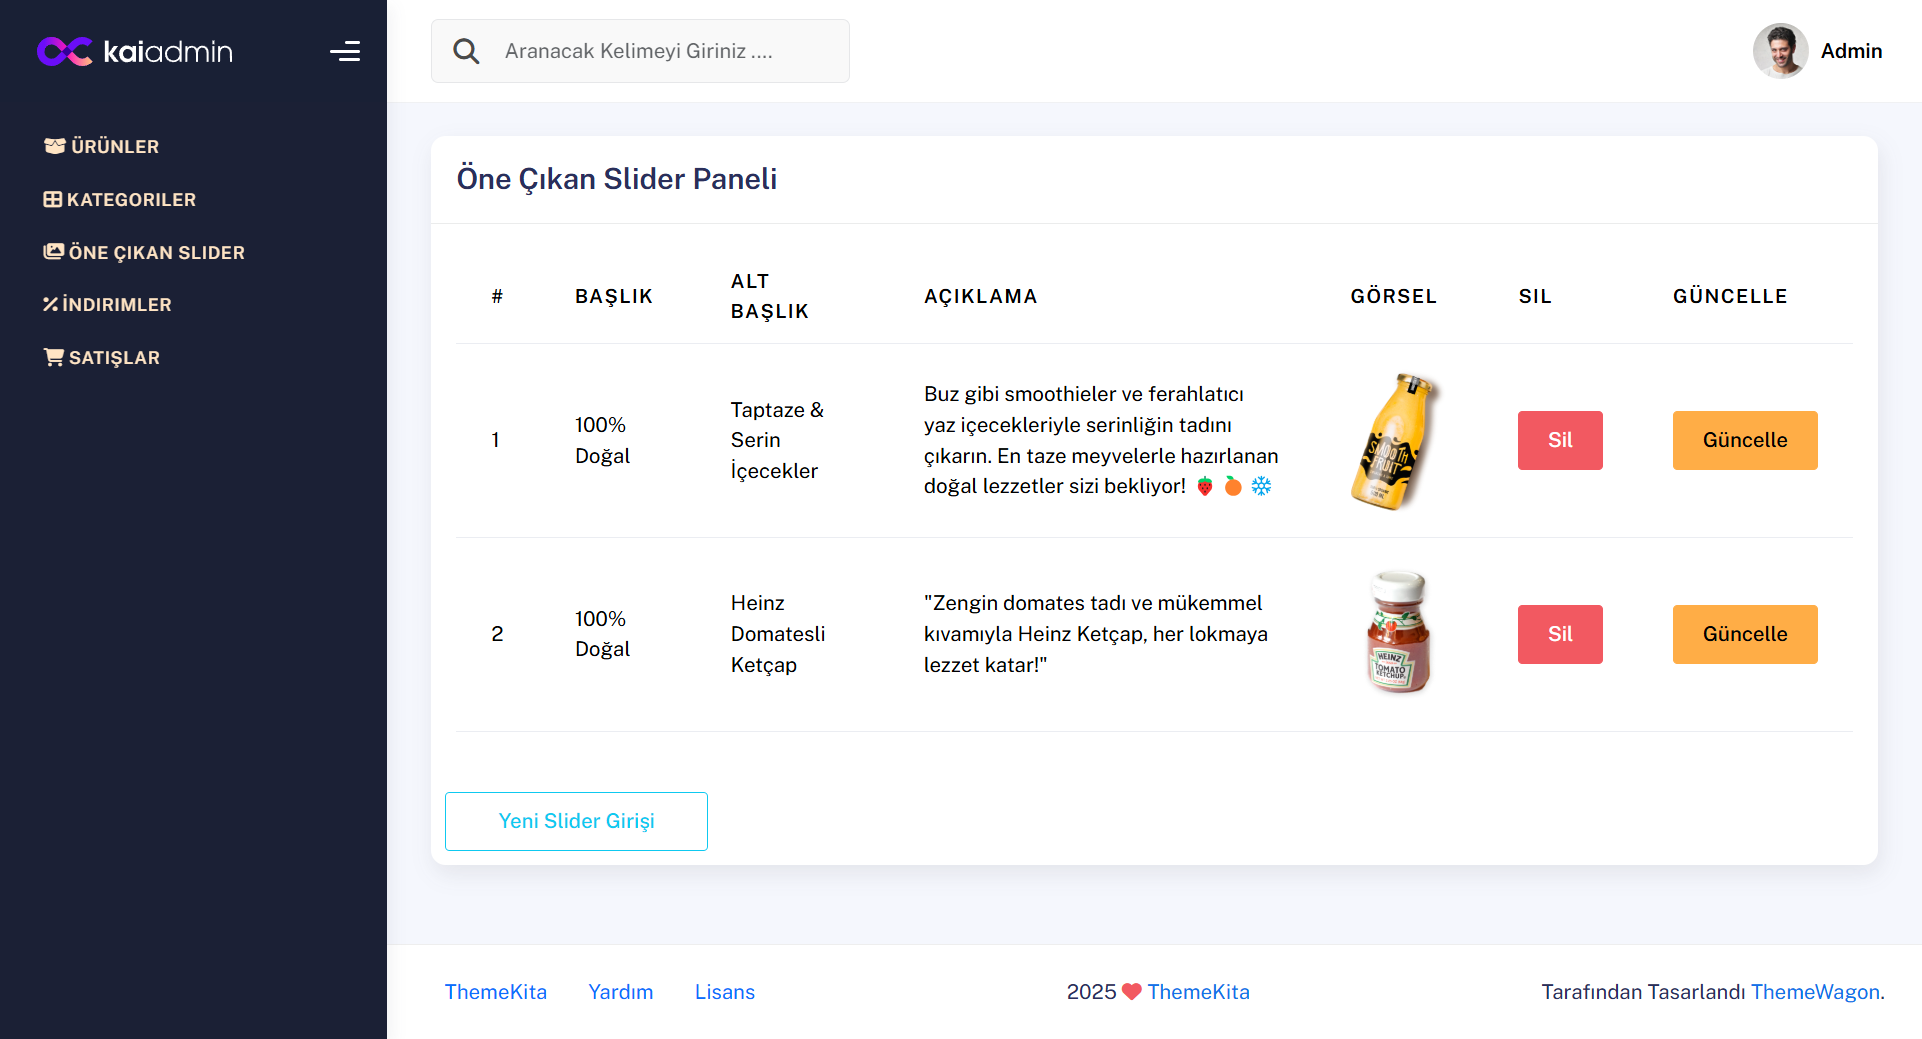 kaiadmin
Aranacak Kelimeyi Giriniz ....
Admin
ÜRÜNLER
KATEGORILER
ÖNE ÇIKAN SLIDER
İNDIRIMLER
SATIŞLAR
Öne Çıkan Slider Paneli
# BAŞLIK ALT BAŞLIK AÇIKLAMA GÖRSEL SIL GÜNCELLE
1
100%
Doğal
Taptaze &
Serin
İçecekler
Buz gibi smoothieler ve ferahlatıcı
yaz içecekleriyle serinliğin tadını
çıkarın. En taze meyvelerle hazırlanan
doğal lezzetler sizi bekliyor! 🍓 🍊 ❄️
SMOOTH
FRUIT
Sil
Güncelle
2
100%
Doğal
Heinz
Domatesli
Ketçap
"Zengin domates tadı ve mükemmel
kıvamıyla Heinz Ketçap, her lokmaya
lezzet katar!"
HEINZ
TOMATO
KETCHUP
Sil
Güncelle
Yeni Slider Girişi
ThemeKita Yardım Lisans
2025 ❤️ ThemeKita
Tarafından Tasarlandı ThemeWagon.